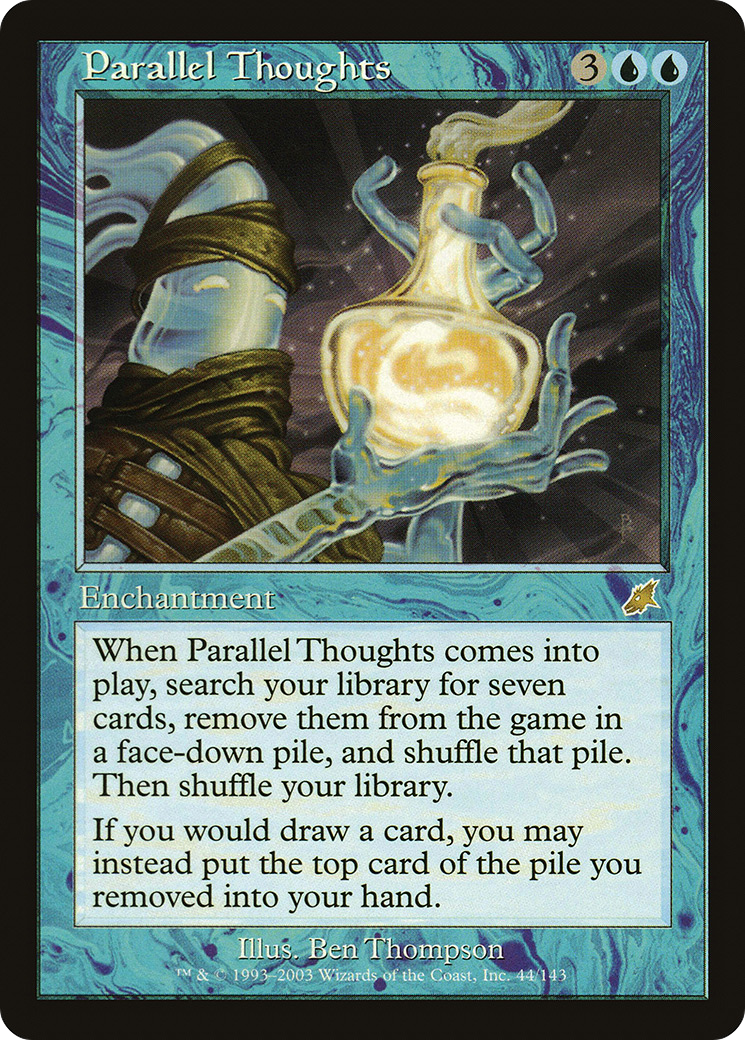 Parallel Thoughts 3
Enchantment
When Parallel Thoughts comes into
play, search your library for seven
cards, remove them from the game in
a face-down pile, and shuffle that pile.
Then shuffle your library.
If you would draw a card, you may
instead put the top card of the pile you
removed into your hand.
Illus. Ben Thompson
™ & © 1993–2003 Wizards of the Coast, Inc. 44/143